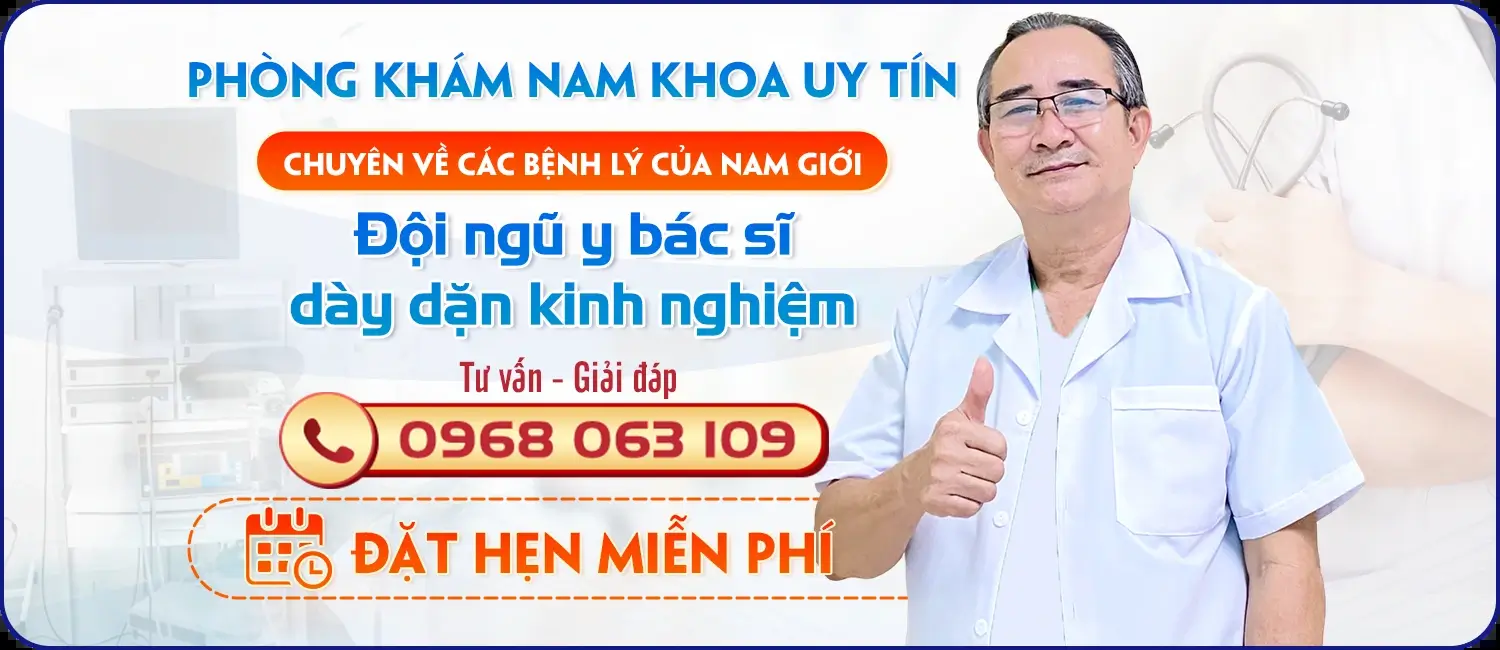 PHÒNG KHÁM NAM KHOA UY TÍN
CHUYÊN VỀ CÁC BỆNH LÝ CỦA NAM GIỚI
Đội ngũ y bác sĩ
dày dặn kinh nghiệm
Tư vấn - Giải đáp
0968 063 109
ĐẶT HẸN MIỄN PHÍ